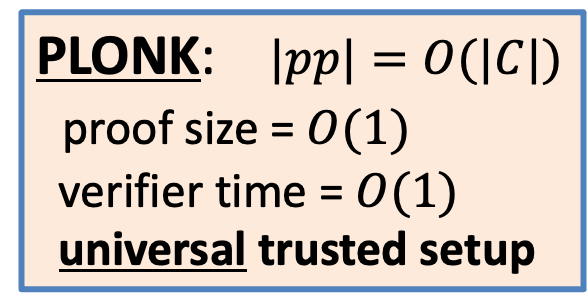 PLONK: |pp| = O(|C|)
proof size = O(1)
verifier time = O(1)
universal trusted setup